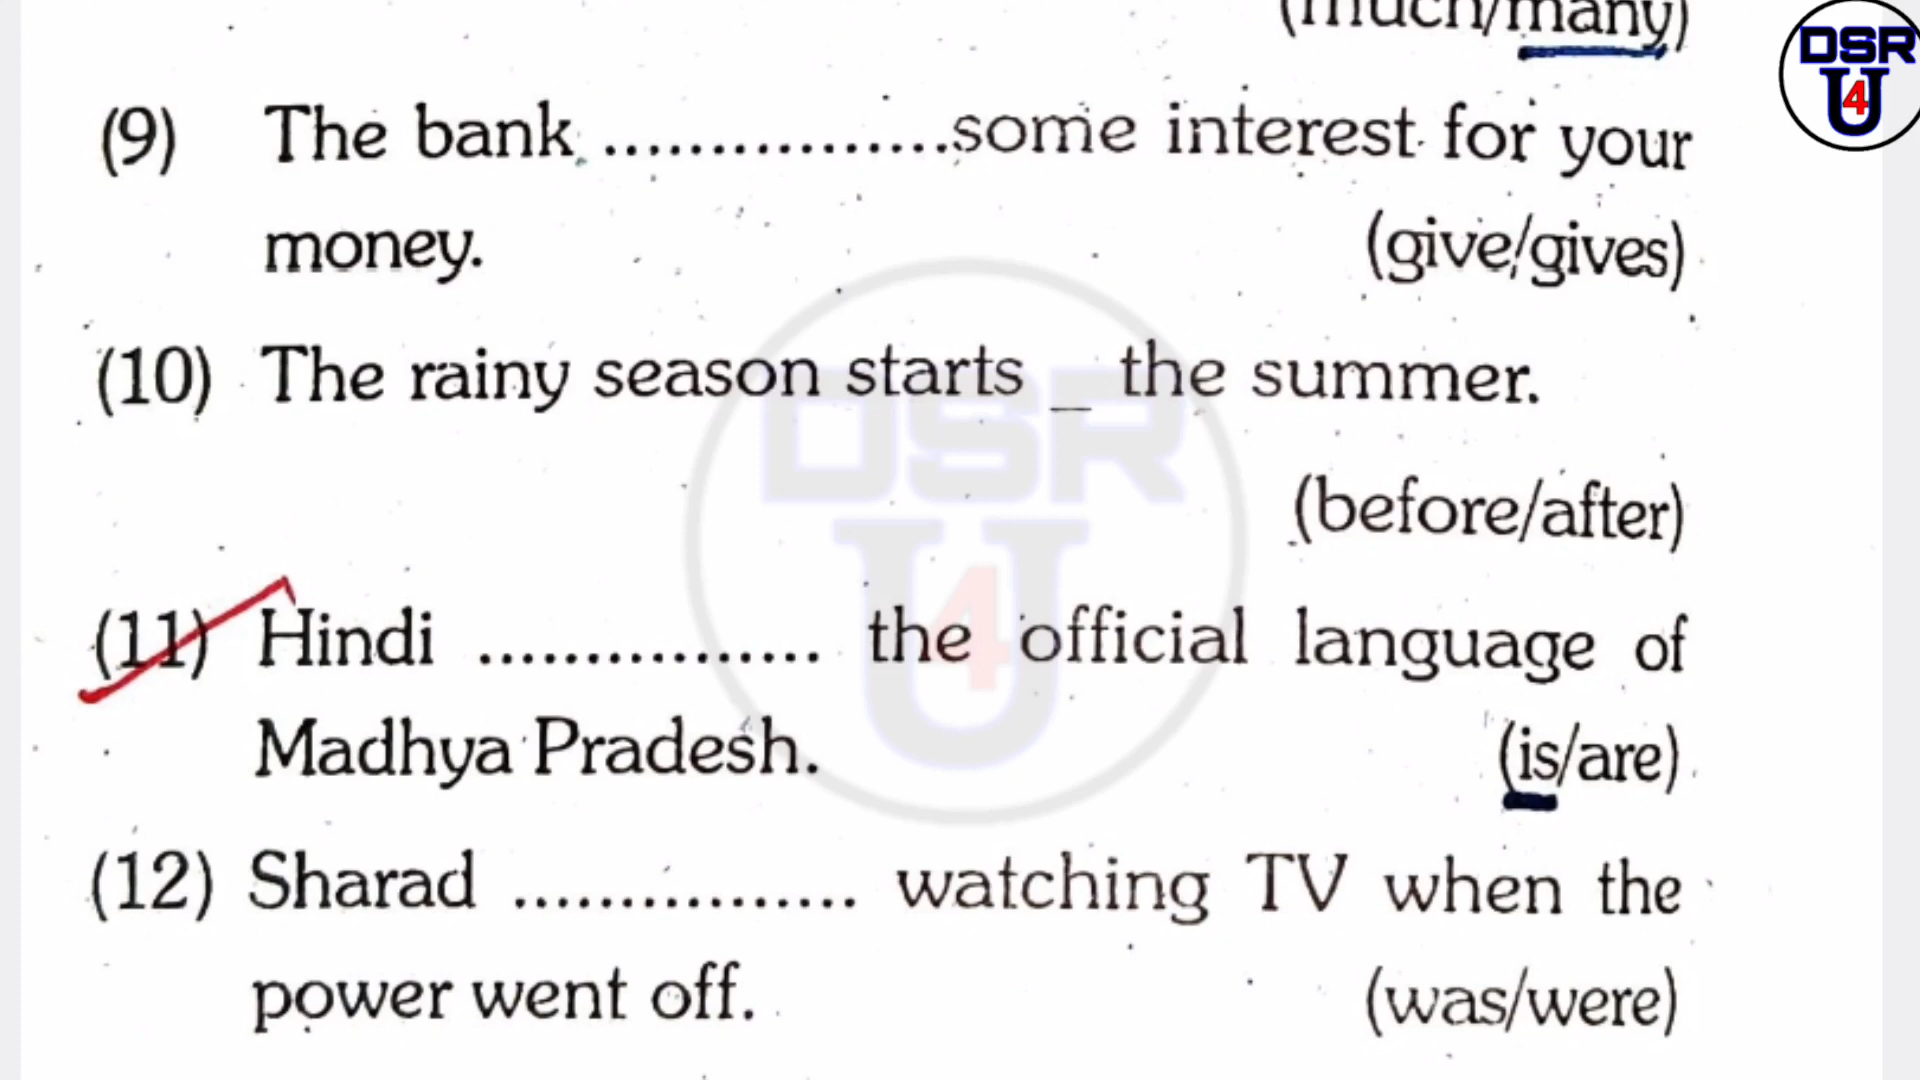 (much/many)
(9) The bank ................some interest for your
money. (give/gives)
(10) The rainy season starts _ the summer.
(before/after)
(11) Hindi ................ the official language of
Madhya Pradesh. (is/are)
(12) Sharad ................ watching TV when the
power went off. (was/were)
DSR
U
4
DSR
U
4